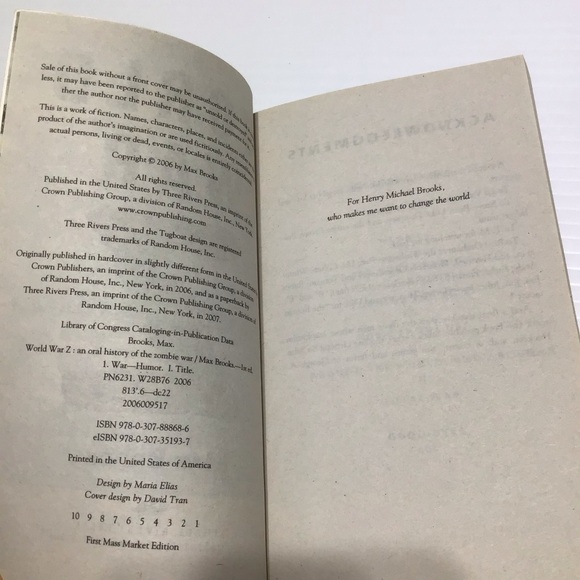 Sale of this book without a front cover may be unauthorized. If this book
less, it may have been reported to the publisher as "unsold or destroyed"
ther the author nor the publisher may have received payment
This is a work of fiction. Names, characters, places, and incidents
product of the author's imagination or are used fictitiously. Any
actual persons, living or dead, events, or locales is entirely
Copyright © 2006 by Max Brooks
All rights reserved.
Published in the United States by Three Rivers Press, an imprint of the
Crown Publishing Group, a division of Random House, Inc., New York
www.crownpublishing.com
Three Rivers Press and the Tugboat design are registered
trademarks of Random House, Inc.
Originally published in hardcover in slightly different form in the United States
Crown Publishers, an imprint of the Crown Publishing Group, a division
of Random House, Inc., New York, in 2006, and as a paperback by
Three Rivers Press, an imprint of the Crown Publishing Group, a division of
Random House, Inc., New York, in 2007.
Library of Congress Cataloging-in-Publication Data
Brooks, Max.
World War Z : an oral history of the zombie war / Max Brooks.—1st ed.
1. War—Humor. I. Title.
PN6231. W28B76 2006
813'.6—dc22
2006009517
ISBN 978-0-307-88868-6
eISBN 978-0-307-35193-7
Printed in the United States of America
Design by Maria Elias
Cover design by David Tran
10 9 8 7 6 5 4 3 2 1
First Mass Market Edition
For Henry Michael Brooks,
who makes me want to change the world